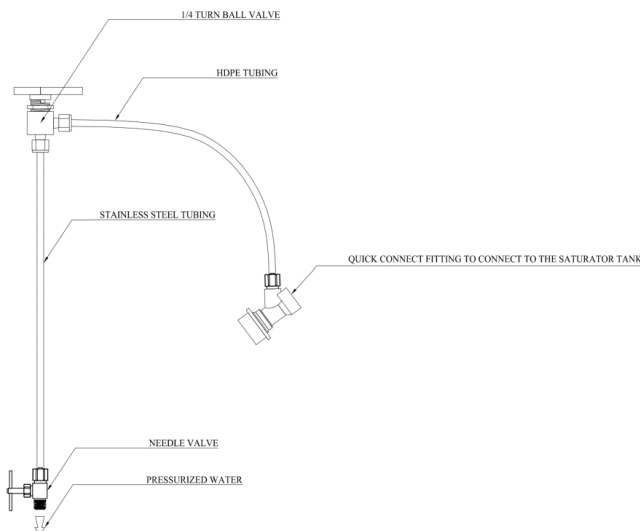 1/4 TURN BALL VALVE
HDPE TUBING
STAINLESS STEEL TUBING
QUICK CONNECT FITTING TO CONNECT TO THE SATURATOR TANK
NEEDLE VALVE
PRESSURIZED WATER